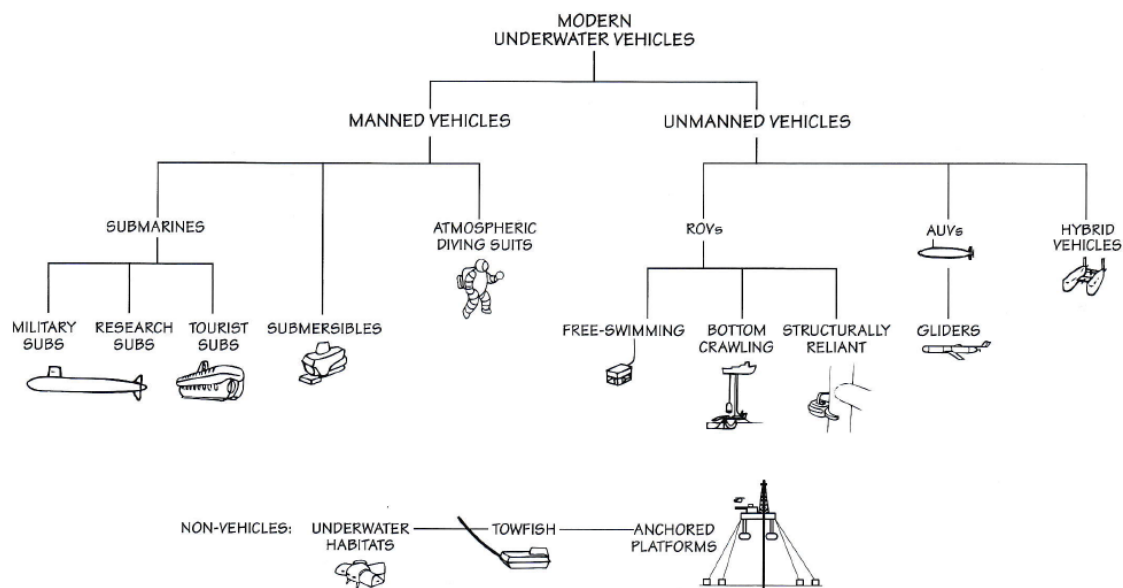 MODERN
UNDERWATER VEHICLES
MANNED VEHICLES
UNMANNED VEHICLES
SUBMARINES
ATMOSPHERIC
DIVING SUITS
ROVs
AUVs
HYBRID
VEHICLES
MILITARY
SUBS
RESEARCH
SUBS
TOURIST
SUBS
SUBMERSIBLES
FREE-SWIMMING
BOTTOM
CRAWLING
STRUCTURALLY
RELIANT
GLIDERS
NON-VEHICLES:
UNDERWATER
HABITATS
TOWFISH
ANCHORED
PLATFORMS